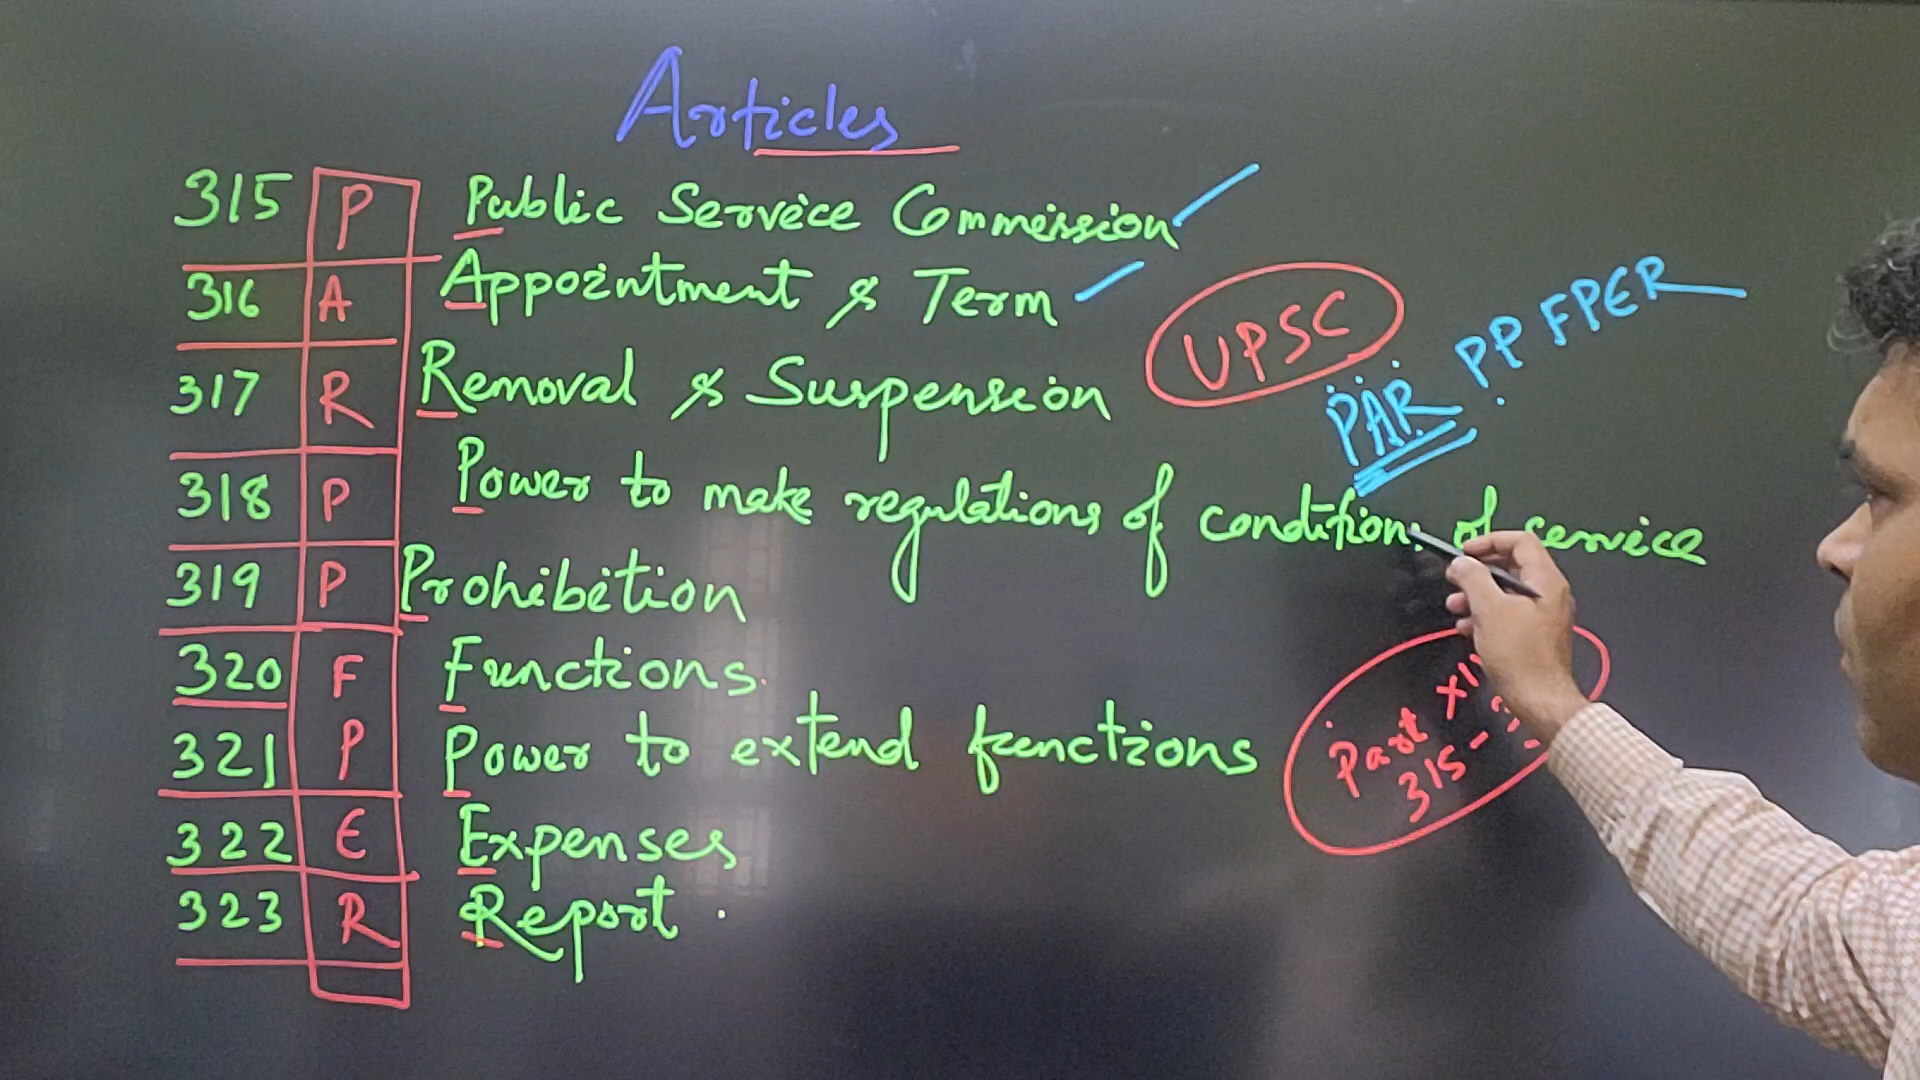 Articles
315 P Public Service Commission
316 A Appointment & Term
317 R Removal & Suspension
318 P Power to make regulations of conditions of service
319 P Prohibition
320 F Functions.
321 P Power to extend functions
322 E Expenses
323 R Report .
UPSC
PAR PP FPER
Part
315 -